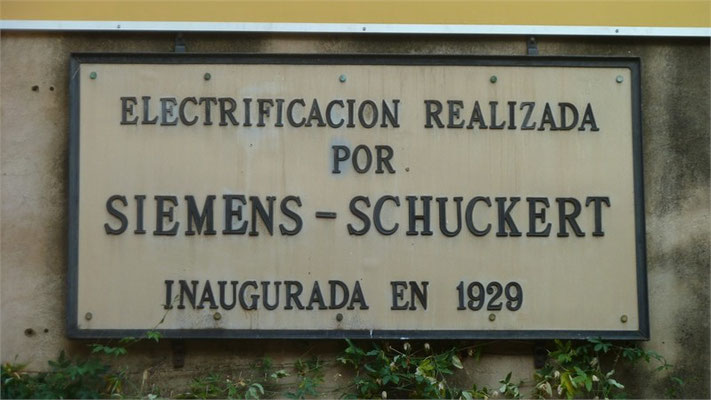 ELECTRIFICACION REALIZADA
POR
SIEMENS - SCHUCKERT
INAUGURADA EN 1929